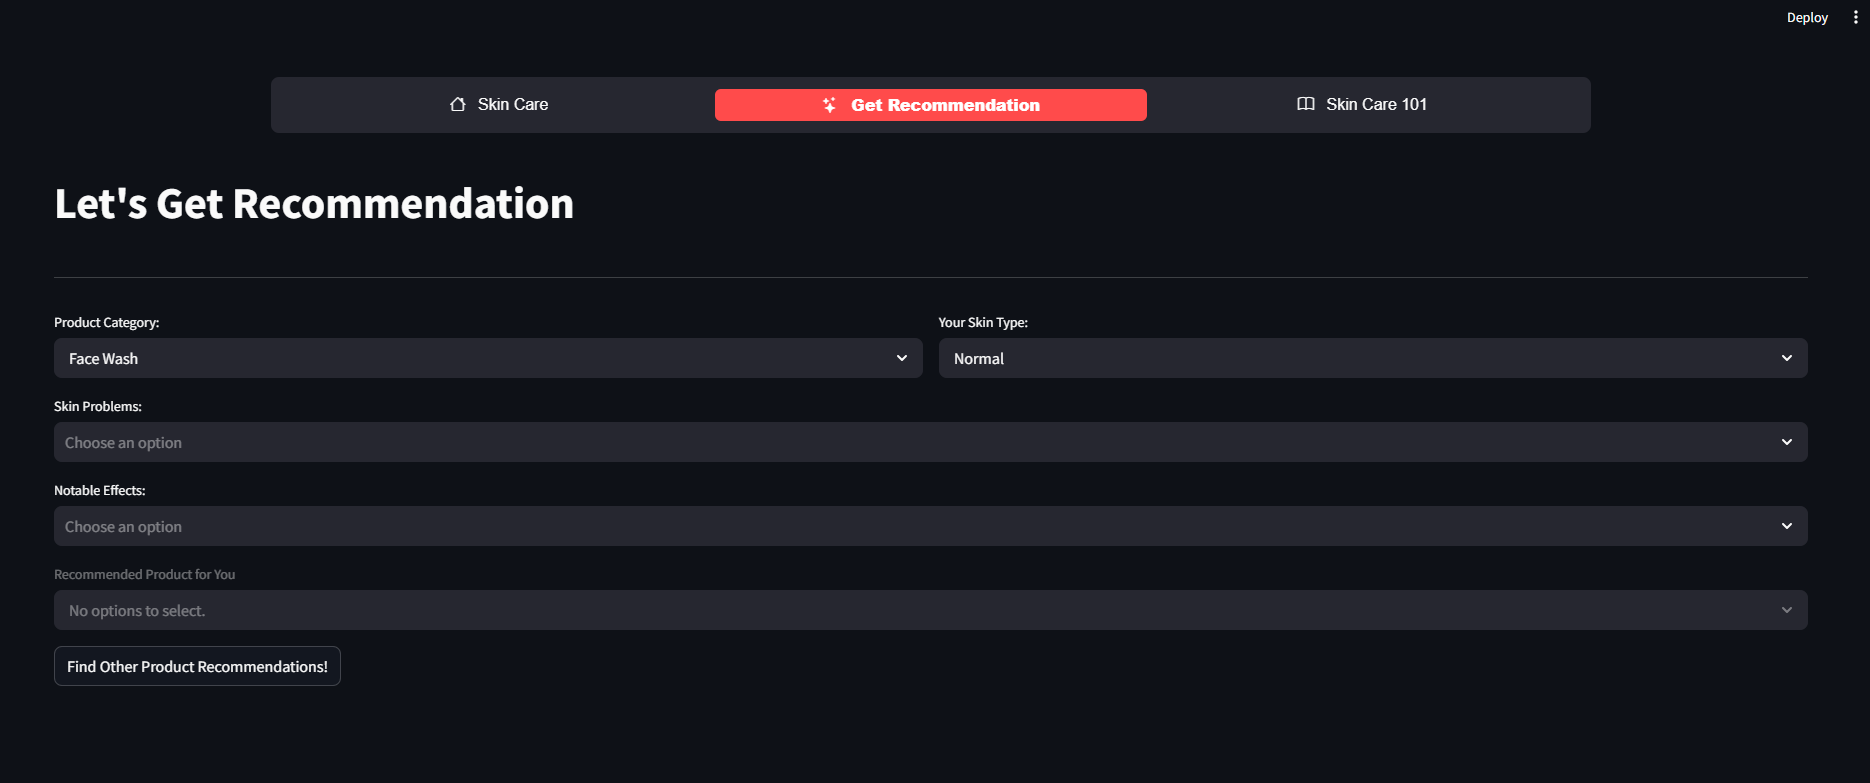 Deploy
Skin Care
Get Recommendation
Skin Care 101
Let's Get Recommendation
Product Category:
Your Skin Type:
Face Wash
Normal
Skin Problems:
Choose an option
Notable Effects:
Choose an option
Recommended Product for You
No options to select.
Find Other Product Recommendations!